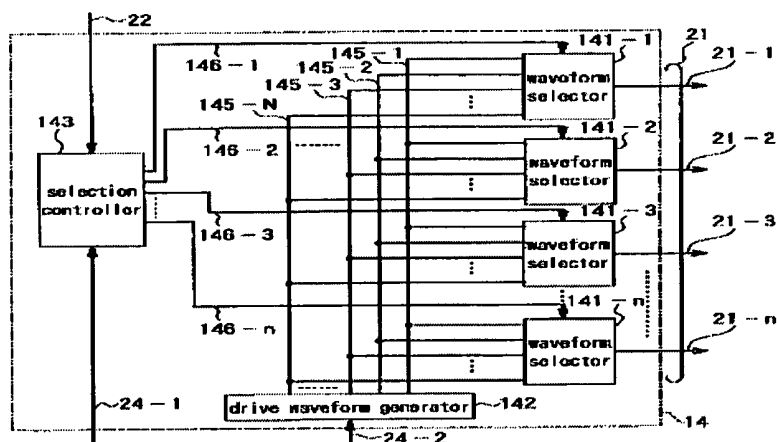 22
146-1
145-1
145-2
145-3
145-N
141-1
21
21-1
waveform
selector
143
146-2
141-2
21-2
waveform
selector
selection
controller
146-3
141-3
21-3
waveform
selector
146-n
141-n
21-n
waveform
selector
drive waveform generator
142
24-1
24-2
14